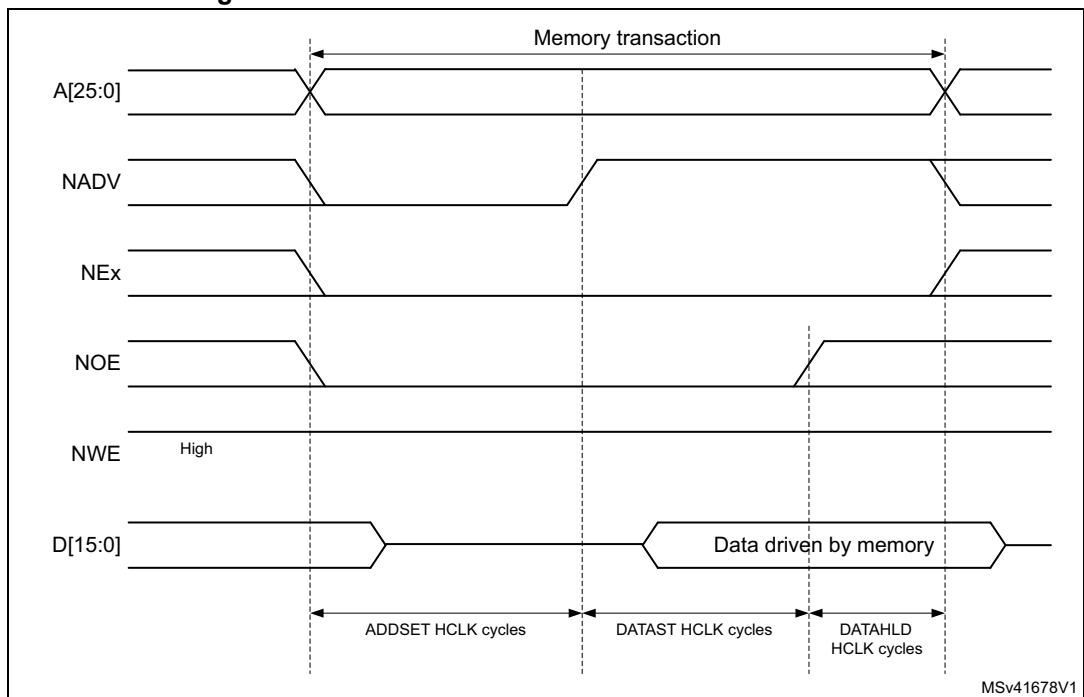 Memory transaction
A[25:0]
NADV
NEx
NOE
NWE
High
D[15:0]
Data driven by memory
ADDSET HCLK cycles
DATAST HCLK cycles
DATAHLD
HCLK cycles
MSv41678V1